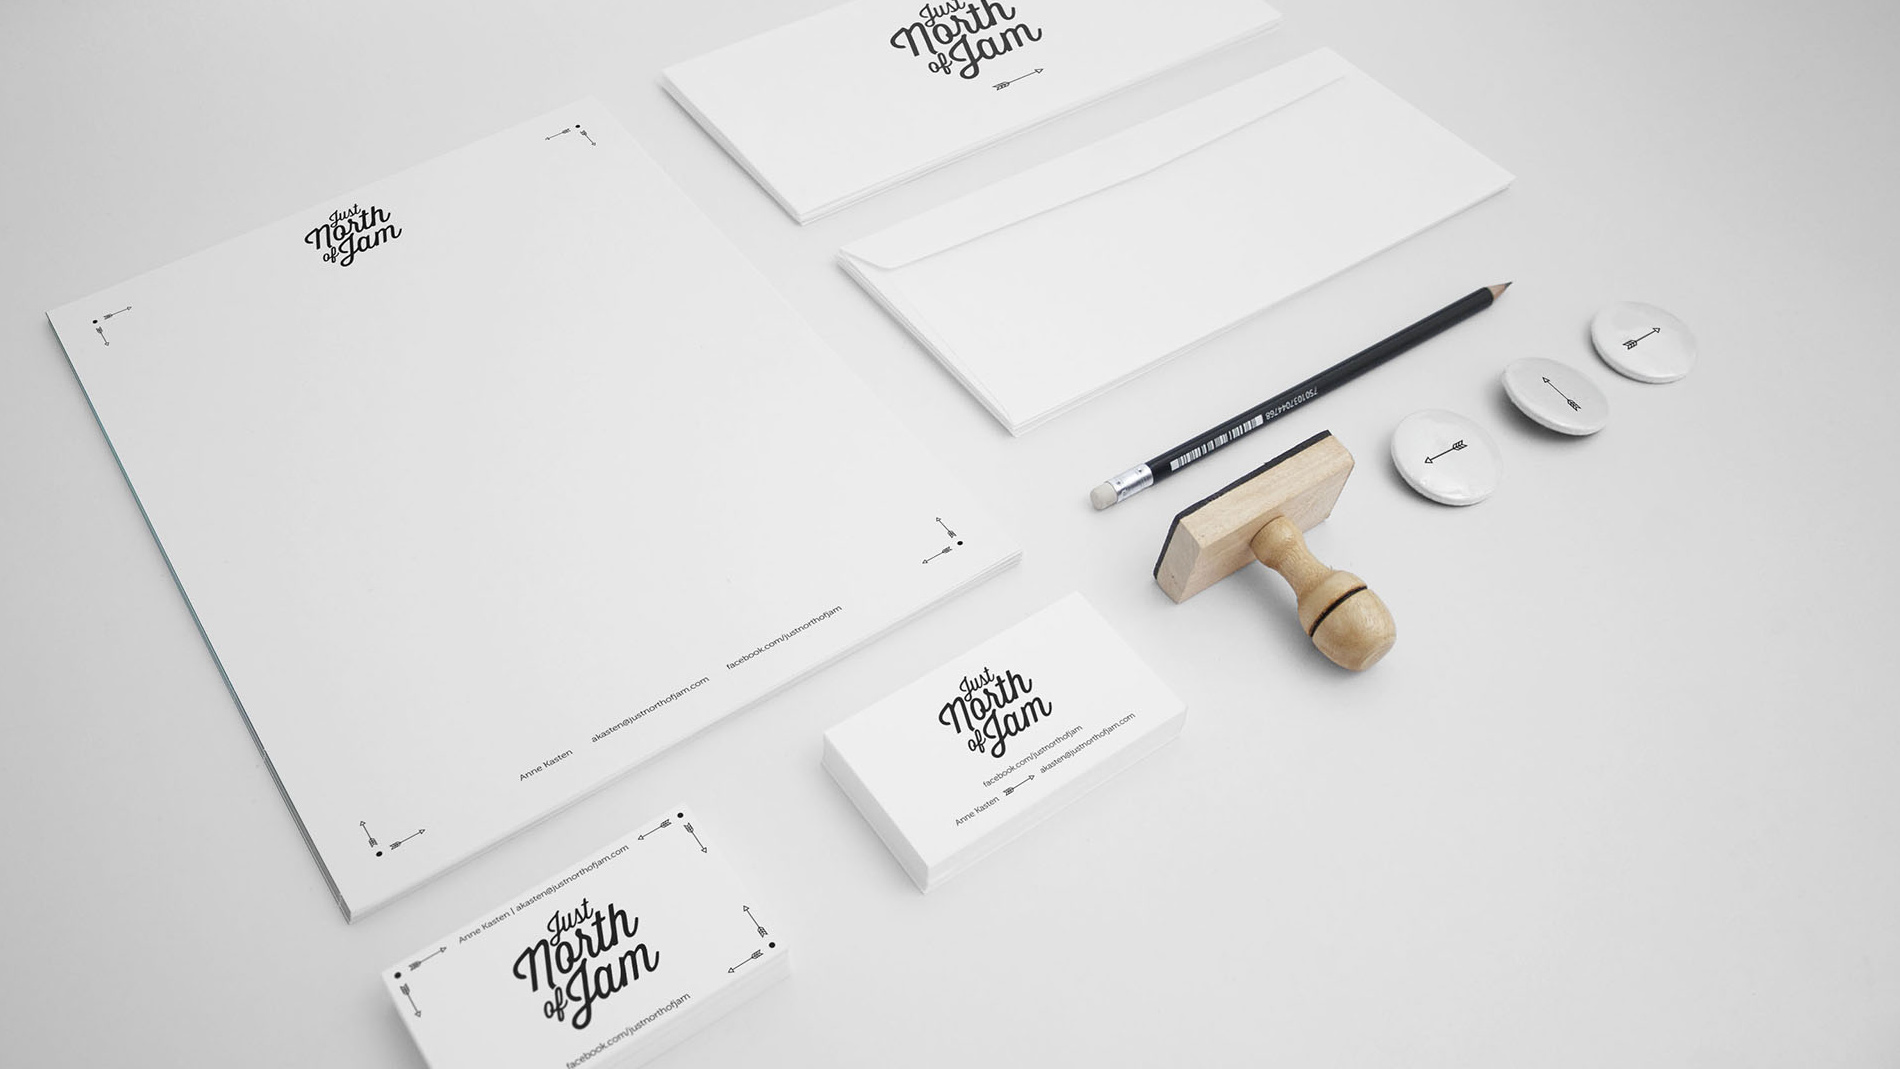 Just
North
of Jam
Just
North
of Jam
Anne Kasten akasten@justnorthofjam.com facebook.com/justnorthofjam
7501037044768
Just
North
of Jam
facebook.com/justnorthofjam
Anne Kasten akasten@justnorthofjam.com
Anne Kasten | akasten@justnorthofjam.com
Just
North
of Jam
facebook.com/justnorthofjam